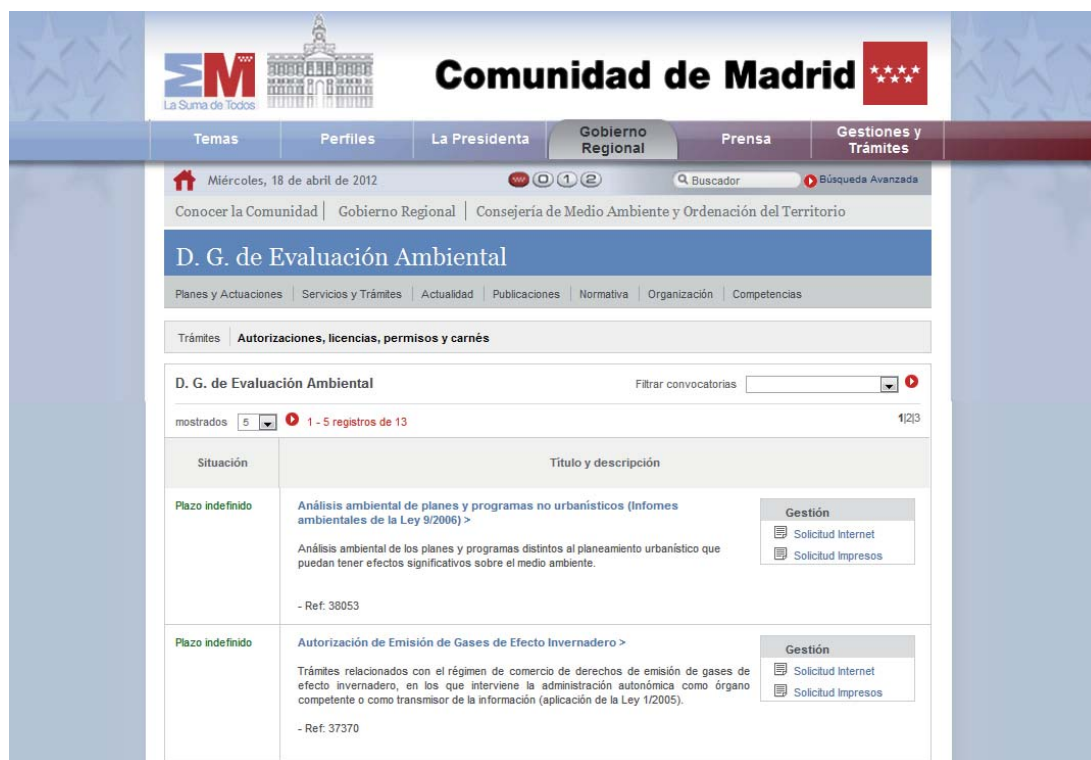 La Suma de Todos
Comunidad de Madrid
Temas
Perfiles
La Presidenta
Gobierno
Regional
Prensa
Gestiones y
Trámites
Miércoles, 18 de abril de 2012
012
Buscador
Búsqueda Avanzada
Conocer la Comunidad | Gobierno Regional | Consejería de Medio Ambiente y Ordenación del Territorio
D. G. de Evaluación Ambiental
Planes y Actuaciones | Servicios y Trámites | Actualidad | Publicaciones | Normativa | Organización | Competencias
Trámites | Autorizaciones, licencias, permisos y carnés
D. G. de Evaluación Ambiental
Filtrar convocatorias
mostrados 5 1 - 5 registros de 13
1|2|3
Situación
Título y descripción
Plazo indefinido
Análisis ambiental de planes y programas no urbanísticos (Infomes
ambientales de la Ley 9/2006) >
Análisis ambiental de los planes y programas distintos al planeamiento urbanístico que
puedan tener efectos significativos sobre el medio ambiente.
- Ref: 38053
Gestión
Solicitud Internet
Solicitud Impresos
Plazo indefinido
Autorización de Emisión de Gases de Efecto Invernadero >
Trámites relacionados con el régimen de comercio de derechos de emisión de gases de
efecto invernadero, en los que interviene la administración autonómica como órgano
competente o como transmisor de la información (aplicación de la Ley 1/2005).
- Ref: 37370
Gestión
Solicitud Internet
Solicitud Impresos